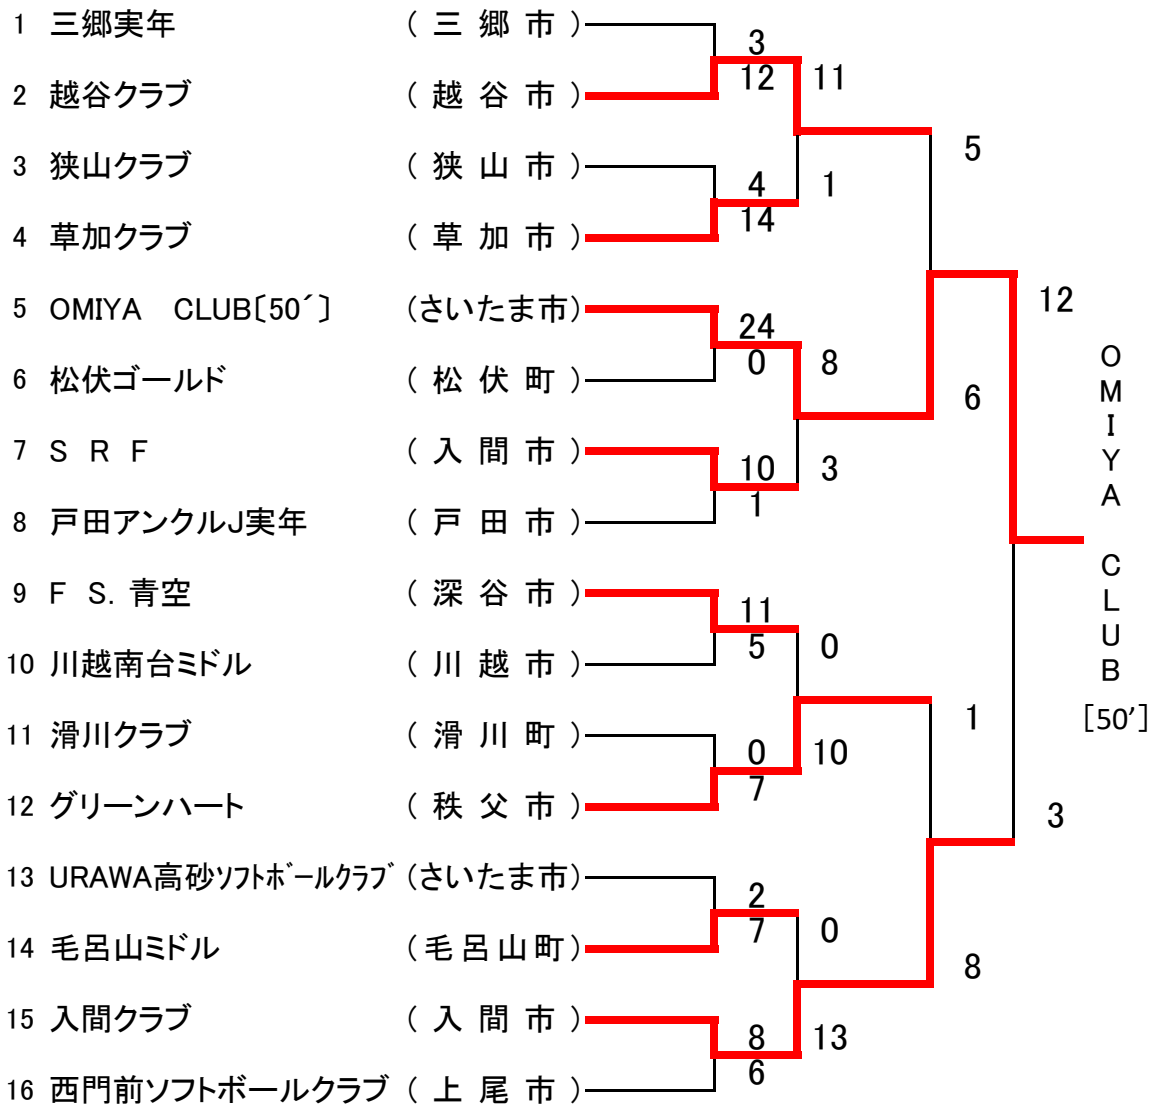 1 三郷実年 ( 三 郷 市 )
3
12 11
2 越谷クラブ ( 越 谷 市 )
5
3 狭山クラブ ( 狭 山 市 )
4 1
14
4 草加クラブ ( 草 加 市 )
12
5 OMIYA　CLUB〔50´〕 (さいたま市)
24
0 8
6 松伏ゴールド ( 松 伏 町 )
6
7 S R F ( 入 間 市 )
10 3
1
8 戸田アンクルJ実年 ( 戸 田 市 )
O
M
I
Y
A
C
L
U
B
[50′]
9 F S. 青空 ( 深 谷 市 )
11
5 0
10 川越南台ミドル ( 川 越 市 )
1
11 滑川クラブ ( 滑 川 町 )
0 10
7
12 グリーンハート ( 秩 父 市 )
3
13 URAWA高砂ｿﾌﾄﾎﾞｰﾙｸﾗﾌﾞ (さいたま市)
2
7 0
14 毛呂山ミドル (毛呂山町)
8
15 入間クラブ ( 入 間 市 )
8 13
6
16 西門前ソフトボールクラブ ( 上 尾 市 )